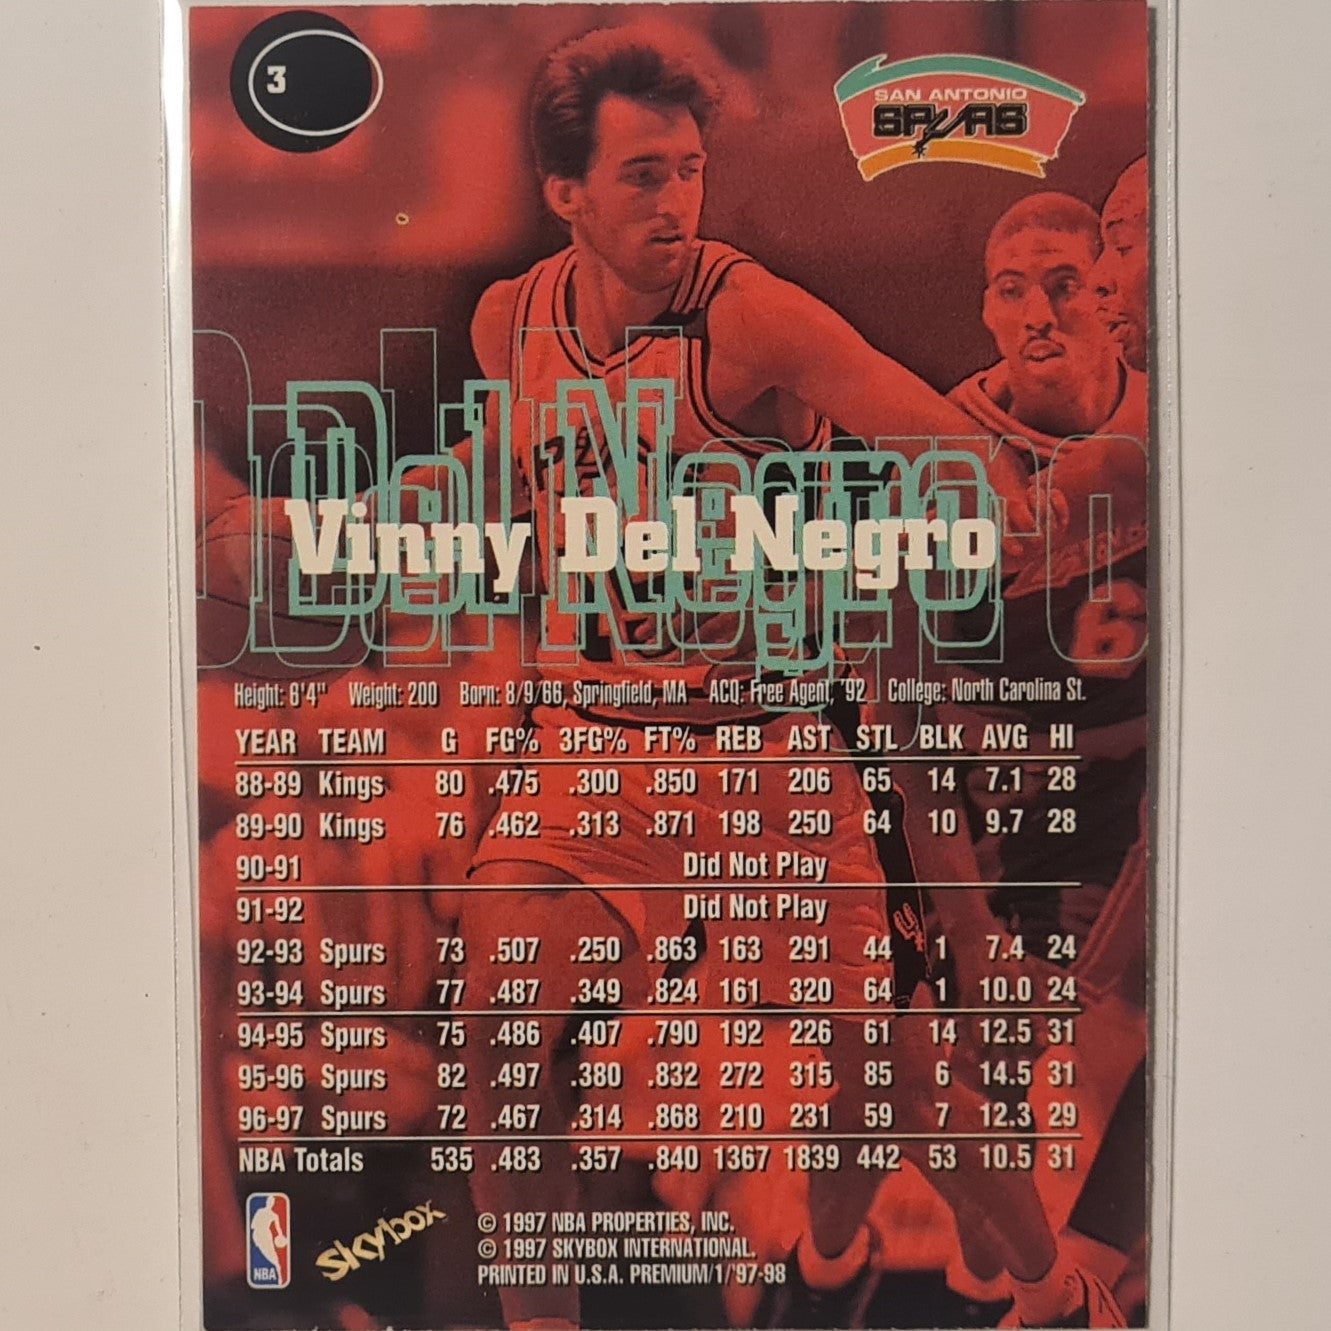 3
SAN ANTONIO
SPURS
Del Negro
Vinny Del Negro
Height: 6'4" Weight: 200 Born: 8/9/66, Springfield, MA ACQ: Free Agent, '92 College: North Carolina St.
YEAR TEAM G FG% 3FG% FT% REB AST STL BLK AVG HI
88-89 Kings 80 .475 .300 .850 171 206 65 14 7.1 28
89-90 Kings 76 .462 .313 .871 198 250 64 10 9.7 28
90-91 Did Not Play
91-92 Did Not Play
92-93 Spurs 73 .507 .250 .863 163 291 44 1 7.4 24
93-94 Spurs 77 .487 .349 .824 161 320 64 1 10.0 24
94-95 Spurs 75 .486 .407 .790 192 226 61 14 12.5 31
95-96 Spurs 82 .497 .380 .832 272 315 85 6 14.5 31
96-97 Spurs 72 .467 .314 .868 210 231 59 7 12.3 29
NBA Totals 535 .483 .357 .840 1367 1839 442 53 10.5 31
NBA
Skybox
© 1997 NBA PROPERTIES, INC.
© 1997 SKYBOX INTERNATIONAL.
PRINTED IN U.S.A. PREMIUM/1/'97-98
6